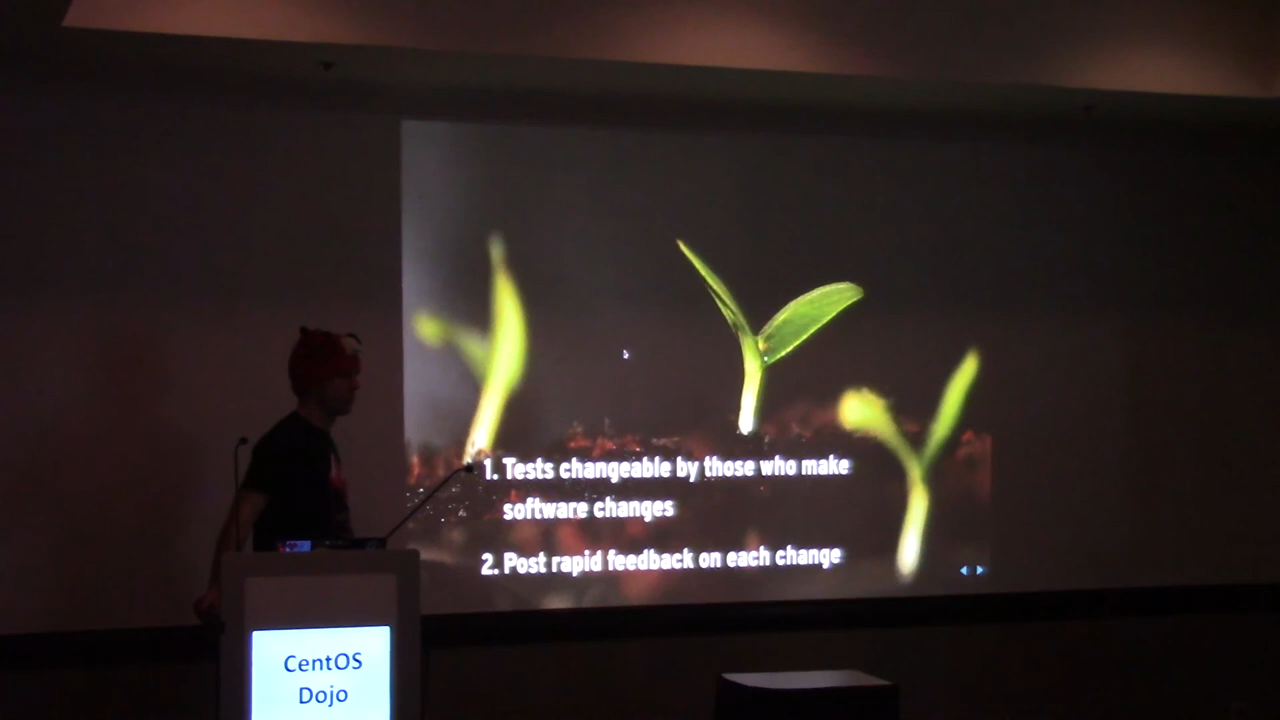 1. Tests changeable by those who make
software changes
2. Post rapid feedback on each change
CentOS
Dojo